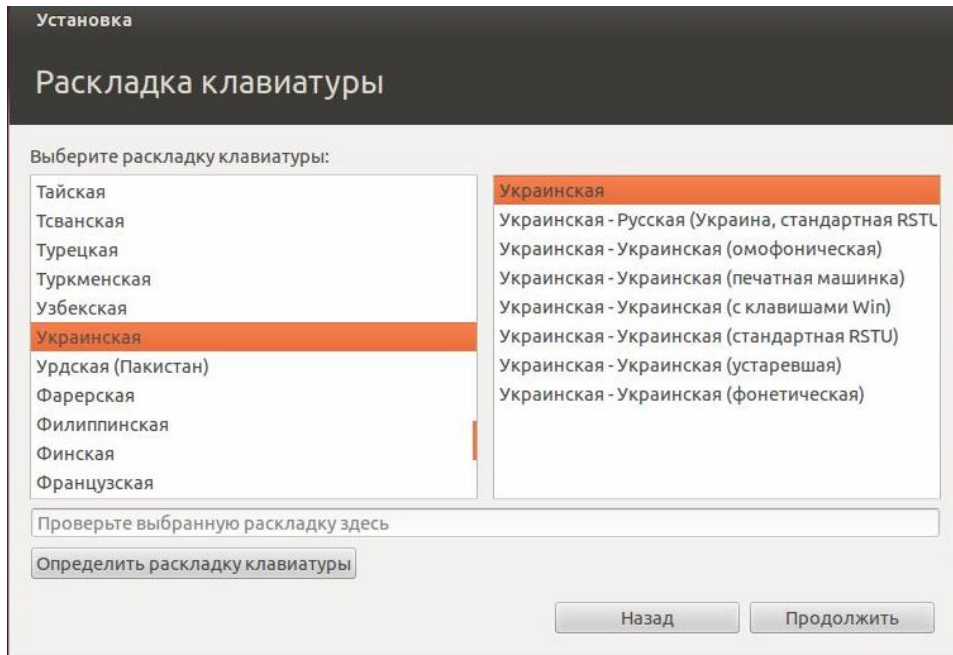 Установка
Раскладка клавиатуры
Выберите раскладку клавиатуры:
Тайская
Тсванская
Турецкая
Туркменская
Узбекская
Украинская
Урдская (Пакистан)
Фарерская
Филиппинская
Финская
Французская
Украинская
Украинская - Русская (Украина, стандартная RSTU
Украинская - Украинская (омофоническая)
Украинская - Украинская (печатная машинка)
Украинская - Украинская (с клавишами Win)
Украинская - Украинская (стандартная RSTU)
Украинская - Украинская (устаревшая)
Украинская - Украинская (фонетическая)
Проверьте выбранную раскладку здесь
Определить раскладку клавиатуры
Назад
Продолжить